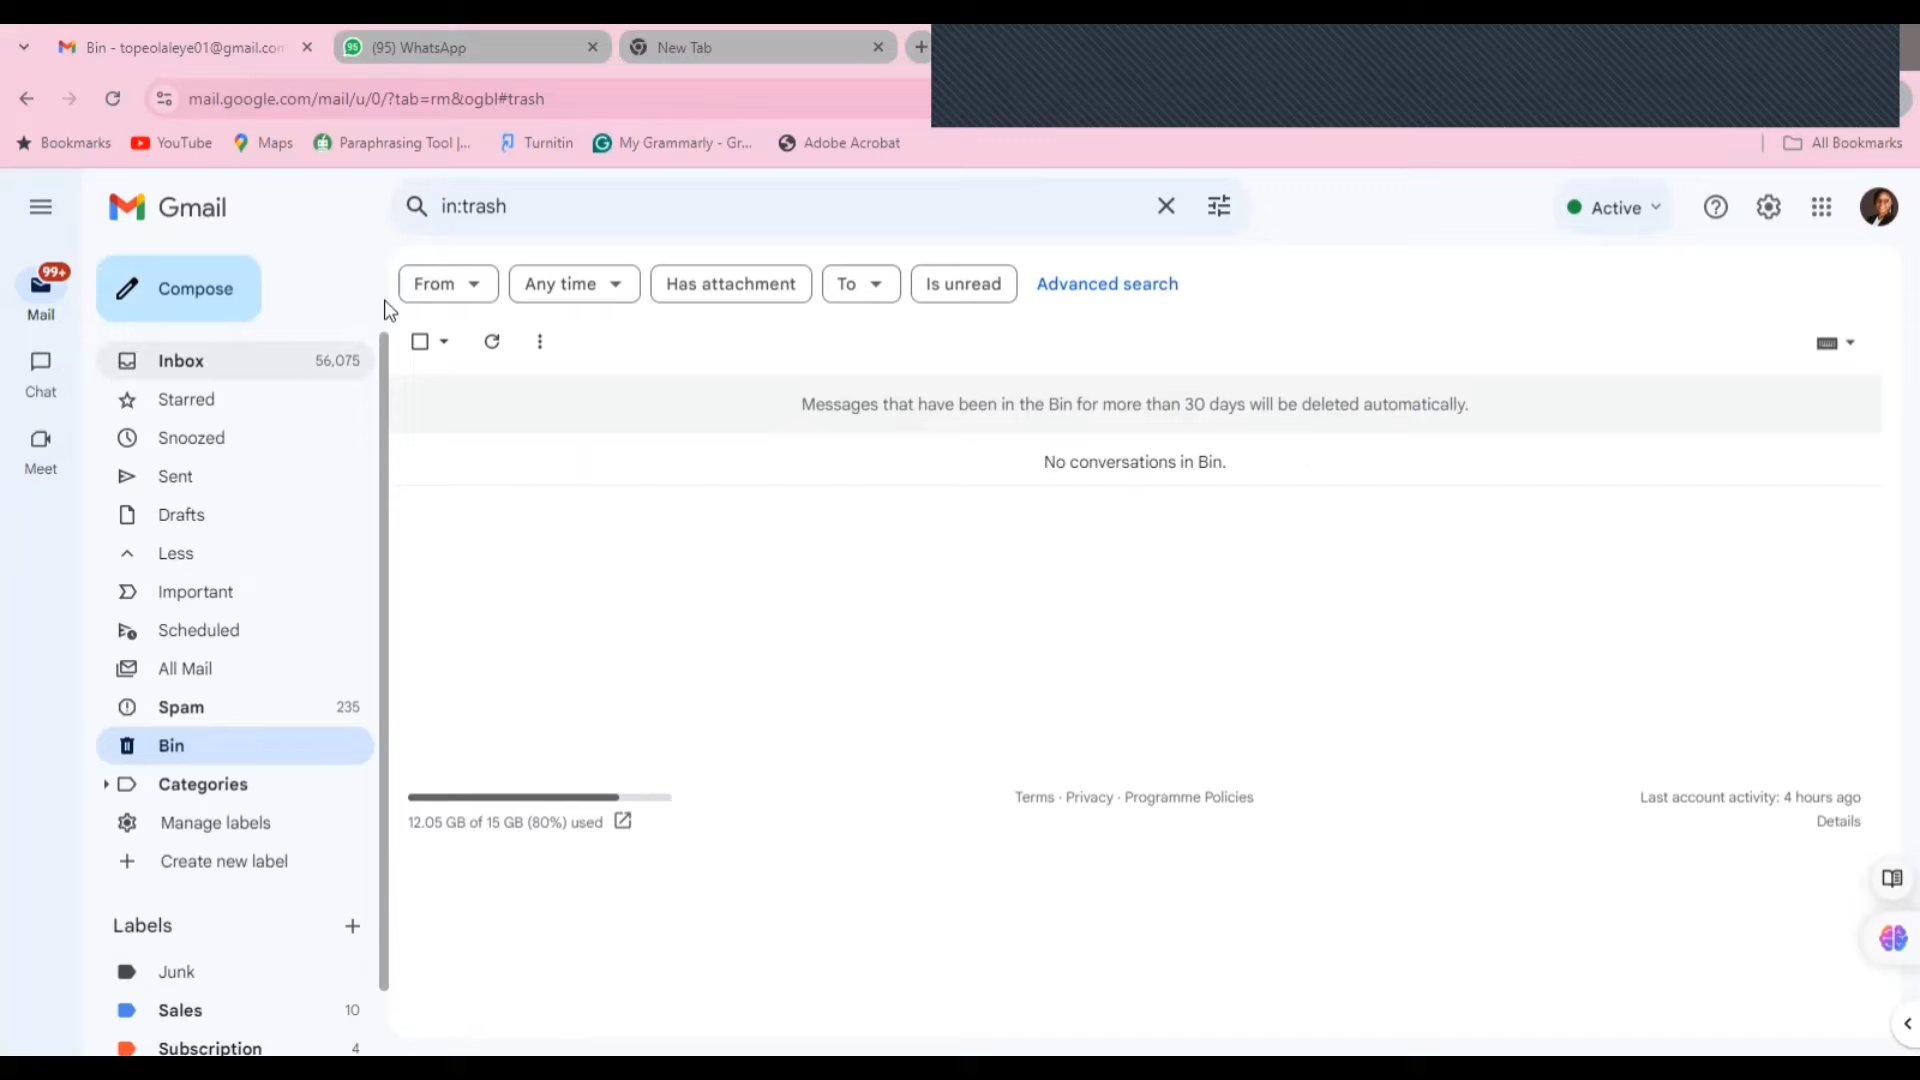 Bin - topeolaleye01@gmail.con
95
(95) WhatsApp
New Tab
mail.google.com/mail/u/0/?tab=rm&ogbl#trash
Bookmarks
YouTube
Maps
Paraphrasing Tool |...
Turnitin
My Grammarly - Gr...
Adobe Acrobat
All Bookmarks
Gmail
in:trash
Active
99+
Mail
Chat
Meet
Compose
Inbox 56,075
Starred
Snoozed
Sent
Drafts
Less
Important
Scheduled
All Mail
Spam 235
Bin
Categories
Manage labels
Create new label
Labels
Junk
Sales 10
Subscription 4
From
Any time
Has attachment
To
Is unread
Advanced search
Messages that have been in the Bin for more than 30 days will be deleted automatically.
No conversations in Bin.
12.05 GB of 15 GB (80%) used
Terms · Privacy · Programme Policies
Last account activity: 4 hours ago
Details